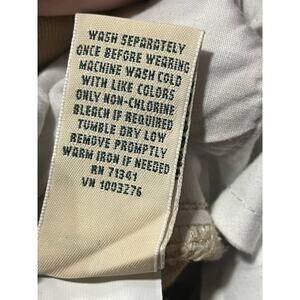 WASH SEPARATELY
ONCE BEFORE WEARING
MACHINE WASH COLD
WITH LIKE COLORS
ONLY NON-CHLORINE
BLEACH IF REQUIRED
TUMBLE DRY LOW
REMOVE PROMPTLY
WARM IRON IF NEEDED
RN 71341
VN 1003276